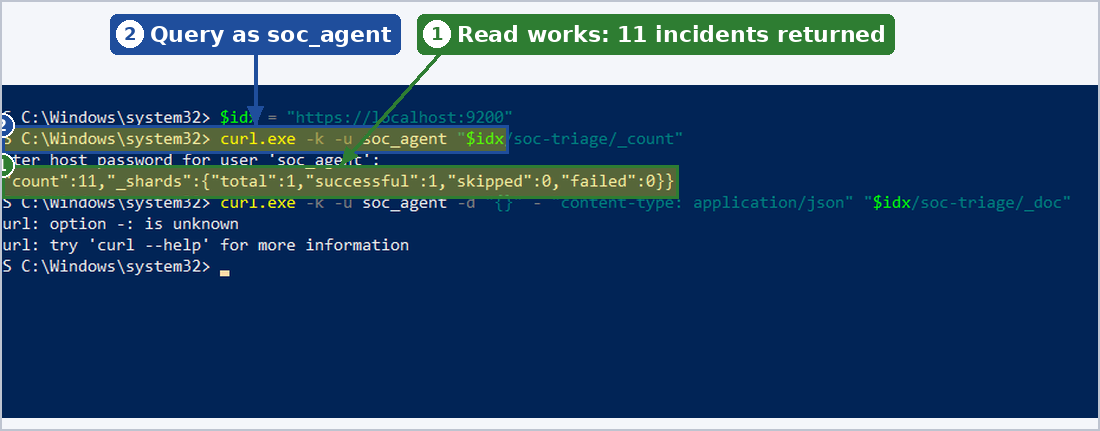 2 Query as soc_agent
1 Read works: 11 incidents returned
S C:\Windows\system32> $idx = "https://localhost:9200"
2
S C:\Windows\system32> curl.exe -k -u soc_agent "$idx/soc-triage/_count"
ter host password for user 'soc_agent':
1
"count":11,"_shards":{"total":1,"successful":1,"skipped":0,"failed":0}}
S C:\Windows\system32> curl.exe -k -u soc_agent -d "{}" - content-type: application/json" "$idx/soc-triage/_doc"
url: option -: is unknown
url: try 'curl --help' for more information
S C:\Windows\system32>